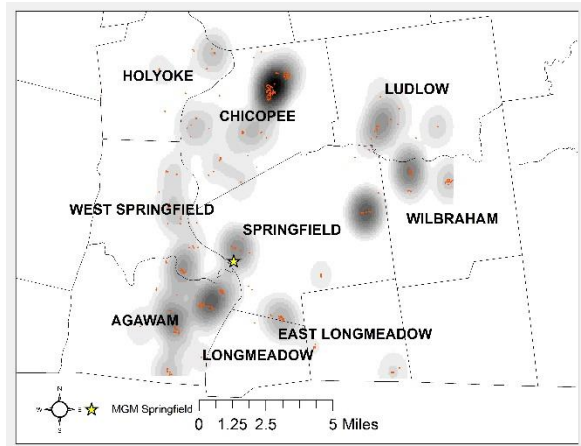 HOLYOKE
LUDLOW
CHICOPEE
WEST SPRINGFIELD
SPRINGFIELD
WILBRAHAM
AGAWAM
EAST LONGMEADOW
LONGMEADOW
N
W E
S
MGM Springfield
0 1.25 2.5 5 Miles